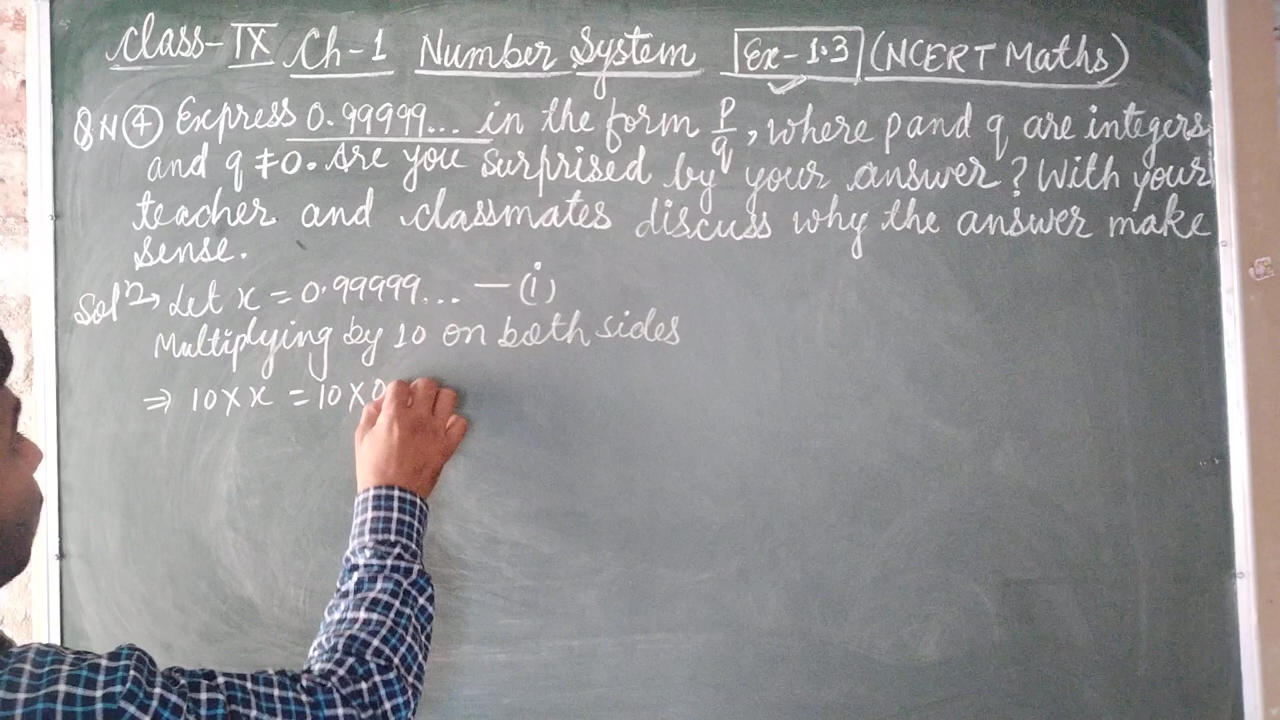 Class-IX Ch-1 Number System Ex-1.3 (NCERT Maths)
Q.N ④ Express 0.99999... in the form p/q, where p and q are integers
and q ≠ 0. Are you surprised by your answer? With your
teacher and classmates discuss why the answer make
sense.
Solⁿ→ Let x = 0.99999... — (i)
Multiplying by 10 on both sides
⇒ 10 × x = 10 × 0